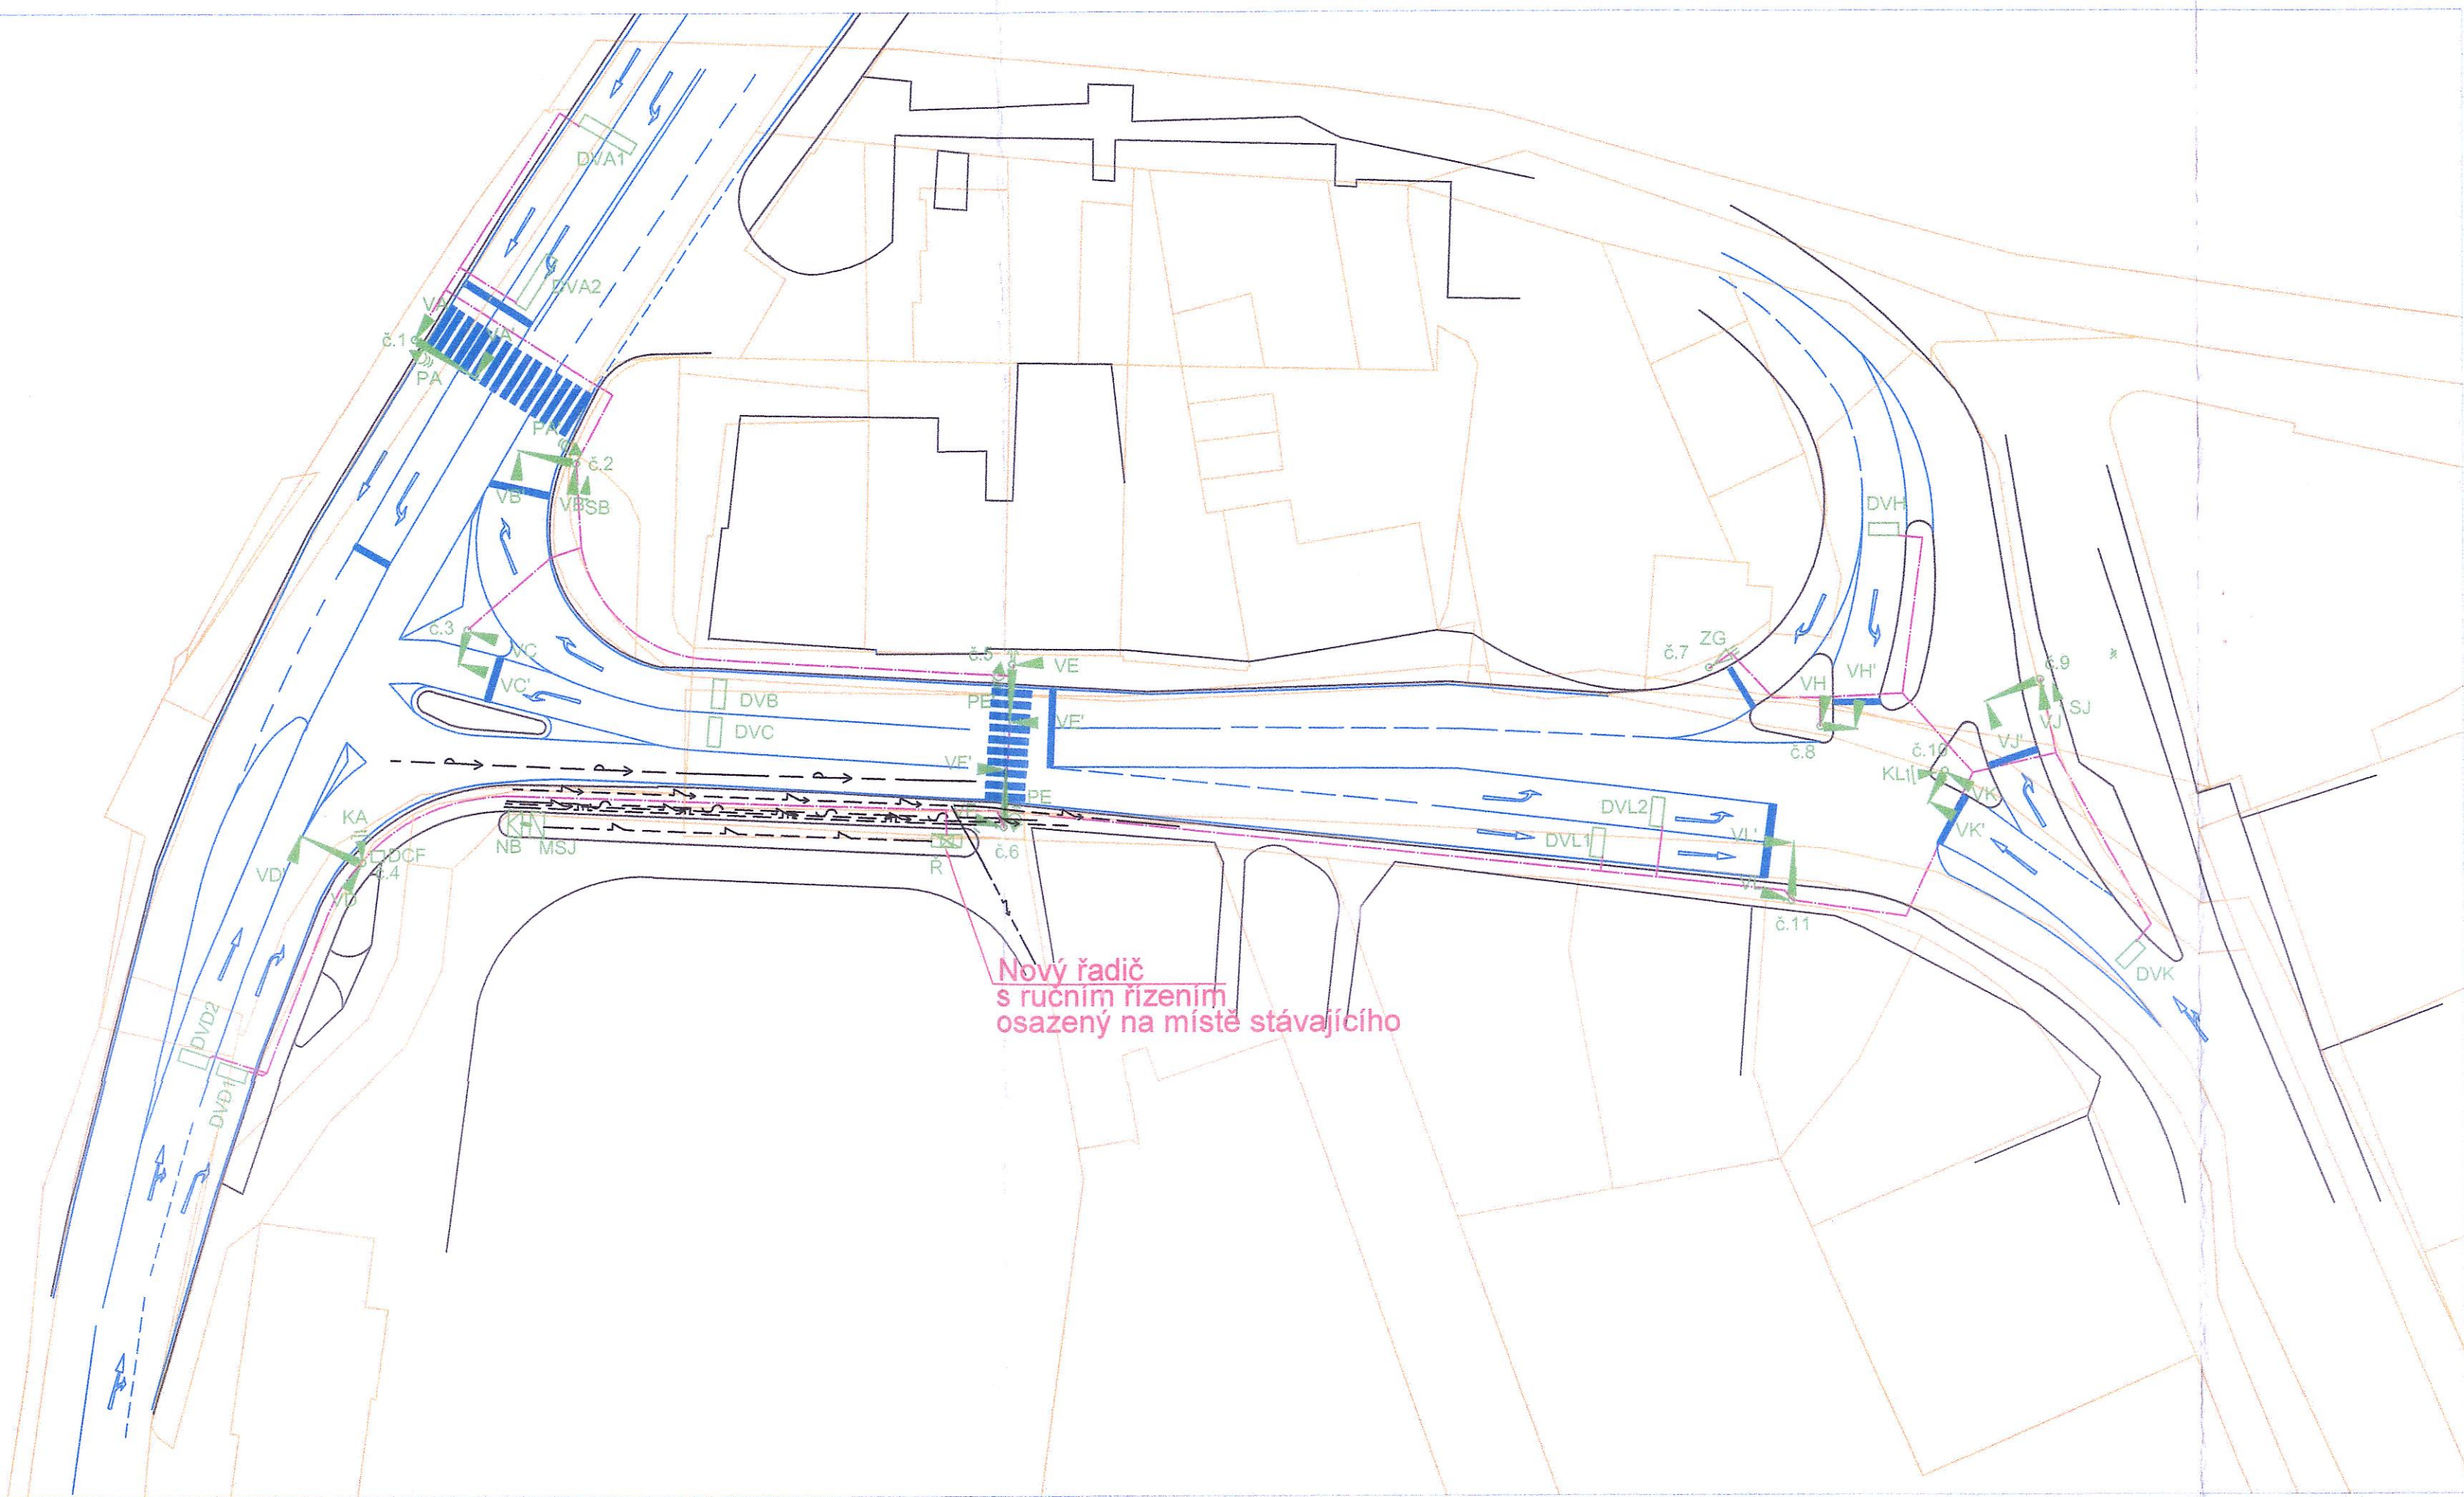 DVA1
DVA2
VA
VA'
č.1
PA
PA
č.2
VB'
VB
SB
č.3
VC
VC'
DVB
DVC
č.5
VE
PE
VE'
VF'
PE
č.6
KA
DCF
č.4
VD'
VD
NB
MSJ
Ř
DVD2
DVD1
Nový řadič
s ručním řízením
osazený na místě stávajícího
DVH
ZG
č.7
VH
VH'
č.8
č.9
SJ
VJ
VJ'
č.10
KL
VK
VK'
DVL2
DVL1
VL'
VL
č.11
DVK